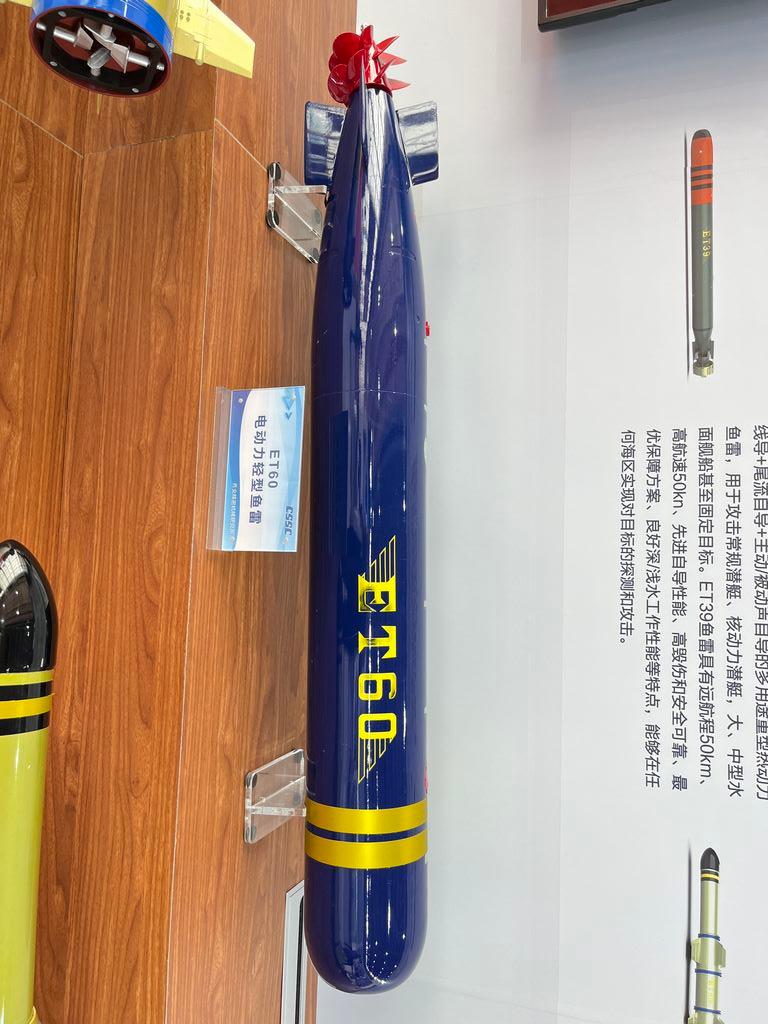 ET60
电动力轻型鱼雷
CSSC
ET60
ET39
线导+尾流自导+主动/被动声自导的多用途重型热动力
鱼雷，用于攻击常规潜艇、核动力潜艇，大、中型水
面舰船甚至固定目标。ET39鱼雷具有远航程50km、
高航速50kn、先进自导性能、高毁伤和安全可靠、最
优保障方案、良好深/浅水工作性能等特点，能够在任
何海区实现对目标的探测和攻击。